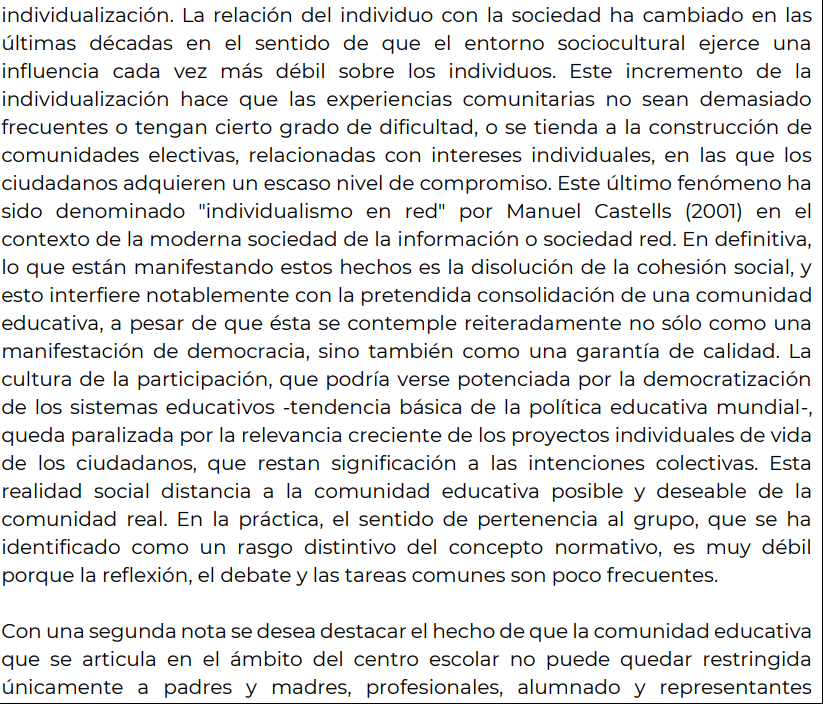 individualización. La relación del individuo con la sociedad ha cambiado en las
últimas décadas en el sentido de que el entorno sociocultural ejerce una
influencia cada vez más débil sobre los individuos. Este incremento de la
individualización hace que las experiencias comunitarias no sean demasiado
frecuentes o tengan cierto grado de dificultad, o se tienda a la construcción de
comunidades electivas, relacionadas con intereses individuales, en las que los
ciudadanos adquieren un escaso nivel de compromiso. Este último fenómeno ha
sido denominado "individualismo en red" por Manuel Castells (2001) en el
contexto de la moderna sociedad de la información o sociedad red. En definitiva,
lo que están manifestando estos hechos es la disolución de la cohesión social, y
esto interfiere notablemente con la pretendida consolidación de una comunidad
educativa, a pesar de que ésta se contemple reiteradamente no sólo como una
manifestación de democracia, sino también como una garantía de calidad. La
cultura de la participación, que podría verse potenciada por la democratización
de los sistemas educativos -tendencia básica de la política educativa mundial-,
queda paralizada por la relevancia creciente de los proyectos individuales de vida
de los ciudadanos, que restan significación a las intenciones colectivas. Esta
realidad social distancia a la comunidad educativa posible y deseable de la
comunidad real. En la práctica, el sentido de pertenencia al grupo, que se ha
identificado como un rasgo distintivo del concepto normativo, es muy débil
porque la reflexión, el debate y las tareas comunes son poco frecuentes.
Con una segunda nota se desea destacar el hecho de que la comunidad educativa
que se articula en el ámbito del centro escolar no puede quedar restringida
únicamente a padres y madres, profesionales, alumnado y representantes